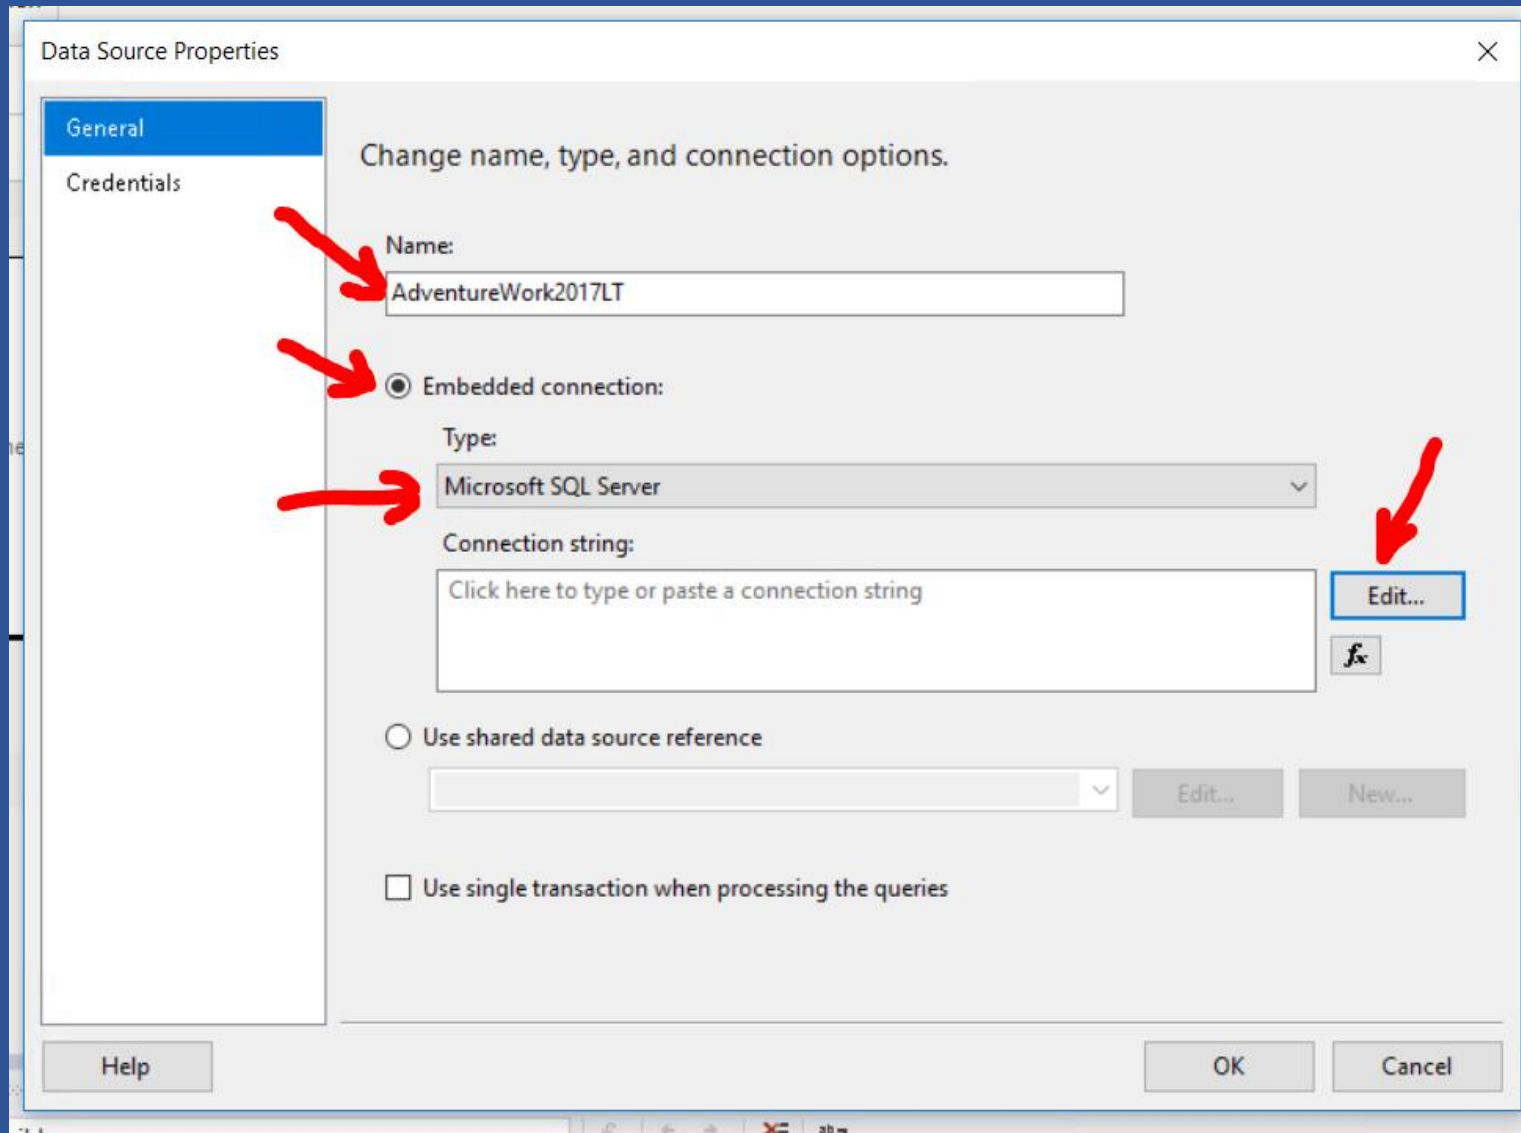 Data Source Properties
General
Credentials
Change name, type, and connection options.
Name:
AdventureWork2017LT
Embedded connection:
Type:
Microsoft SQL Server
Connection string:
Click here to type or paste a connection string
Edit...
fx
Use shared data source reference
Edit...
New...
Use single transaction when processing the queries
Help
OK
Cancel